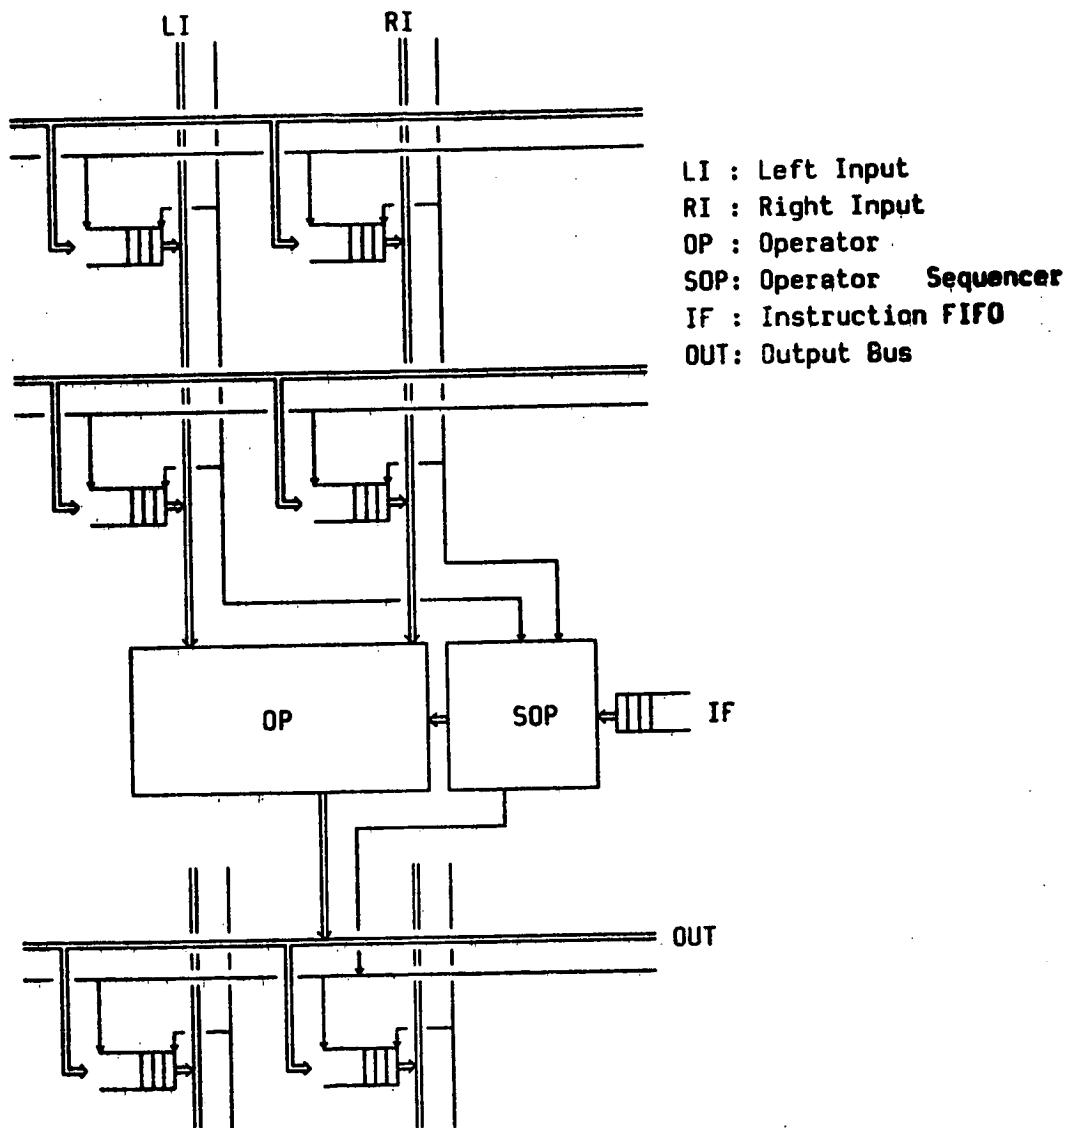 LI
RI
LI : Left Input
RI : Right Input
OP : Operator
SOP: Operator Sequencer
IF : Instruction FIFO
OUT: Output Bus
OP
SOP
IF
OUT